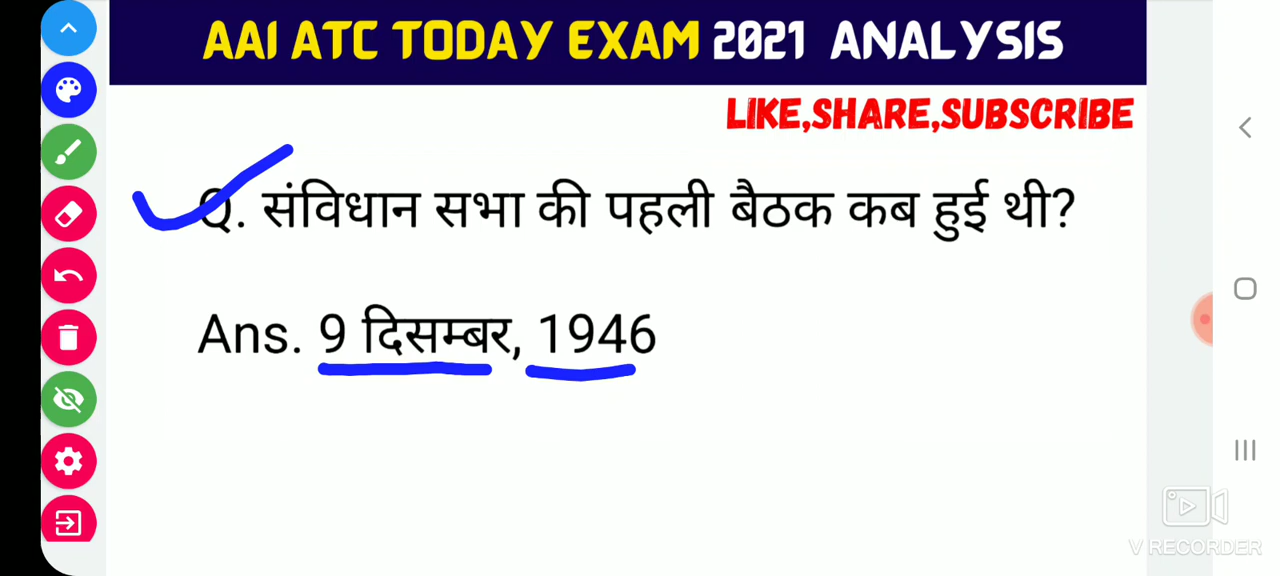 AAI ATC TODAY EXAM 2021 ANALYSIS
LIKE,SHARE,SUBSCRIBE
Q. संविधान सभा की पहली बैठक कब हुई थी?
Ans. 9 दिसम्बर, 1946
V RECORDER